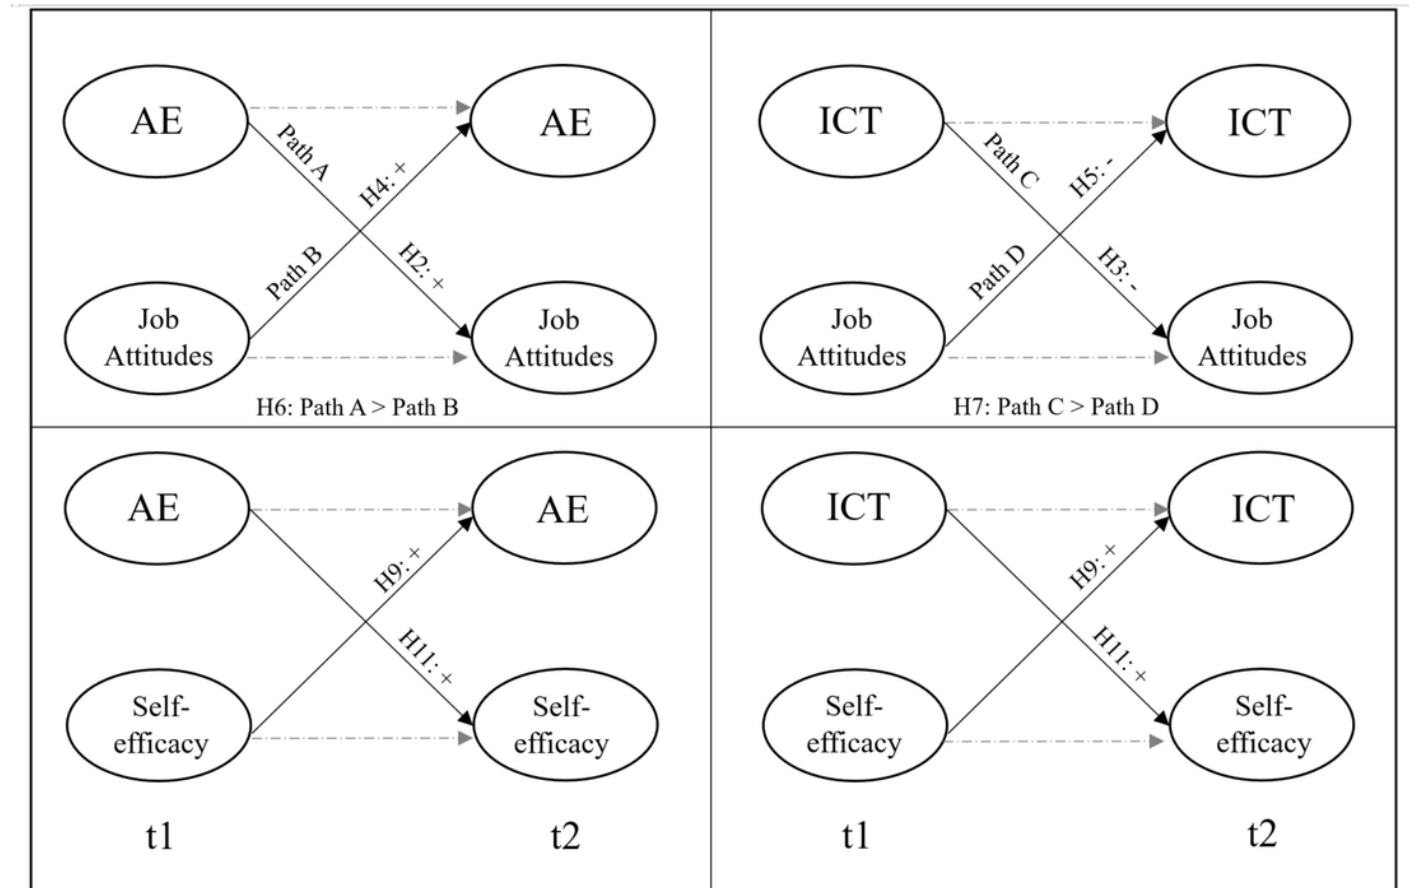 AE
AE
Path A
H4: +
Path B
H2: +
Job
Attitudes
Job
Attitudes
H6: Path A > Path B
ICT
ICT
Path C
H5: -
Path D
H3: -
Job
Attitudes
Job
Attitudes
H7: Path C > Path D
AE
AE
H9: +
H11: +
Self-
efficacy
Self-
efficacy
t1
t2
ICT
ICT
H9: +
H11: +
Self-
efficacy
Self-
efficacy
t1
t2